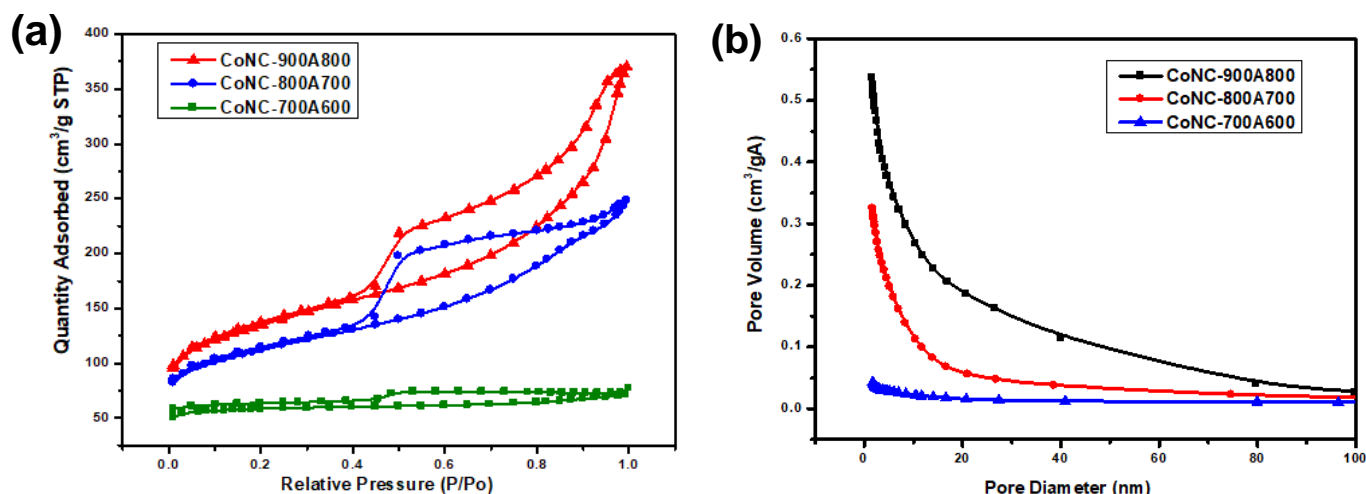 (a)
Quantity Adsorbed (cm³/g STP)
400
350
300
250
200
150
100
50
CoNC-900A800
CoNC-800A700
CoNC-700A600
0.0 0.2 0.4 0.6 0.8 1.0
Relative Pressure (P/Po)
(b)
Pore Volume (cm³/gA)
0.6
0.5
0.4
0.3
0.2
0.1
0.0
CoNC-900A800
CoNC-800A700
CoNC-700A600
0 20 40 60 80 100
Pore Diameter (nm)